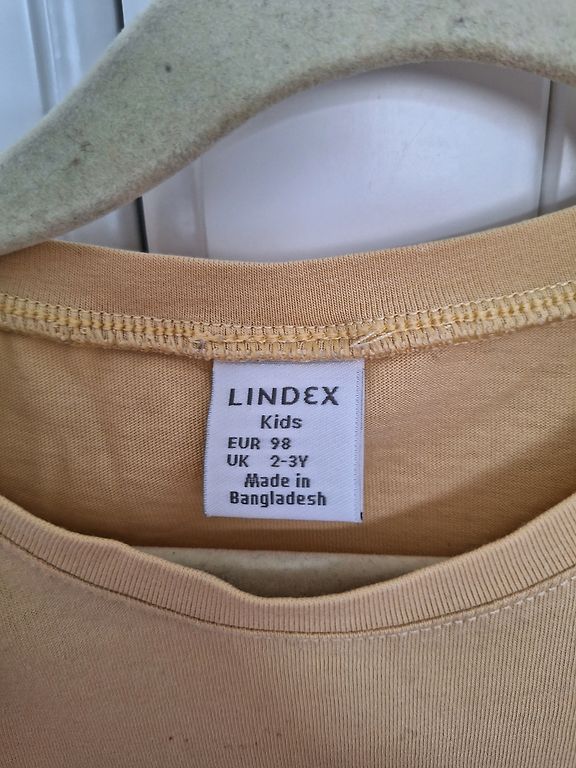 LINDEX
Kids
EUR 98
UK 2-3Y
Made in
Bangladesh